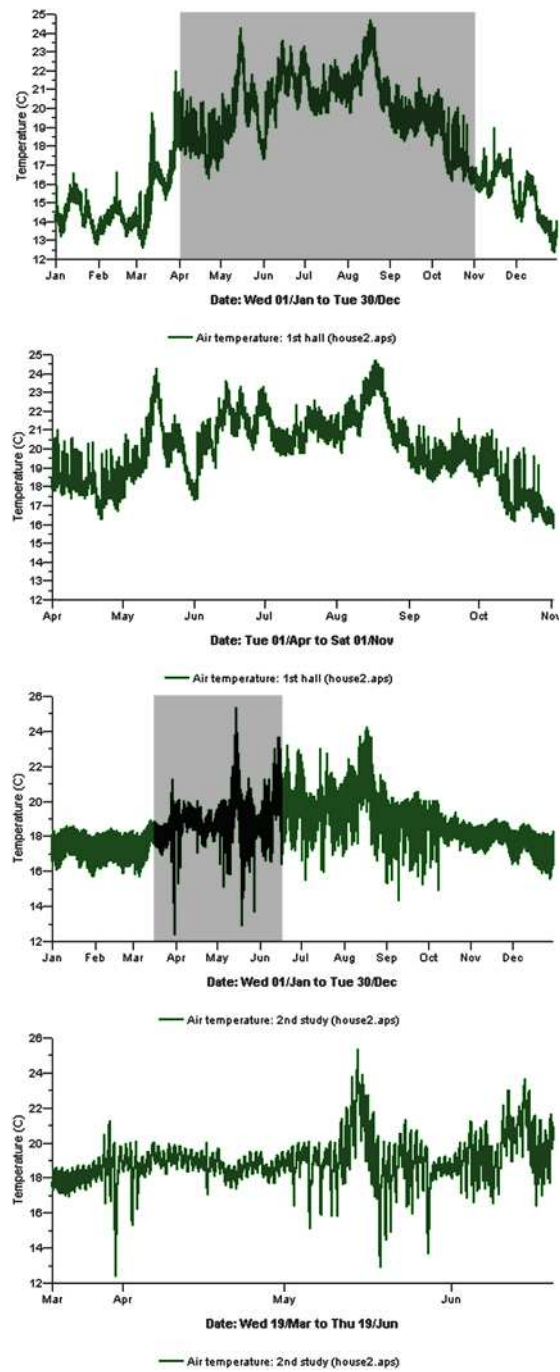 25
24
23
22
21
20
19
18
17
16
15
14
13
12
Temperature (C)
Jan Feb Mar Apr May Jun Jul Aug Sep Oct Nov Dec
Date: Wed 01/Jan to Tue 30/Dec
Air temperature: 1st hall (house2.aps)
25
24
23
22
21
20
19
18
17
16
15
14
13
12
Temperature (C)
Apr May Jun Jul Aug Sep Oct Nov
Date: Tue 01/Apr to Sat 01/Nov
Air temperature: 1st hall (house2.aps)
26
24
22
20
18
16
14
12
Temperature (C)
Jan Feb Mar Apr May Jun Jul Aug Sep Oct Nov Dec
Date: Wed 01/Jan to Tue 30/Dec
Air temperature: 2nd study (house2.aps)
26
24
22
20
18
16
14
12
Temperature (C)
Mar Apr May Jun
Date: Wed 19/Mar to Thu 19/Jun
Air temperature: 2nd study (house2.aps)